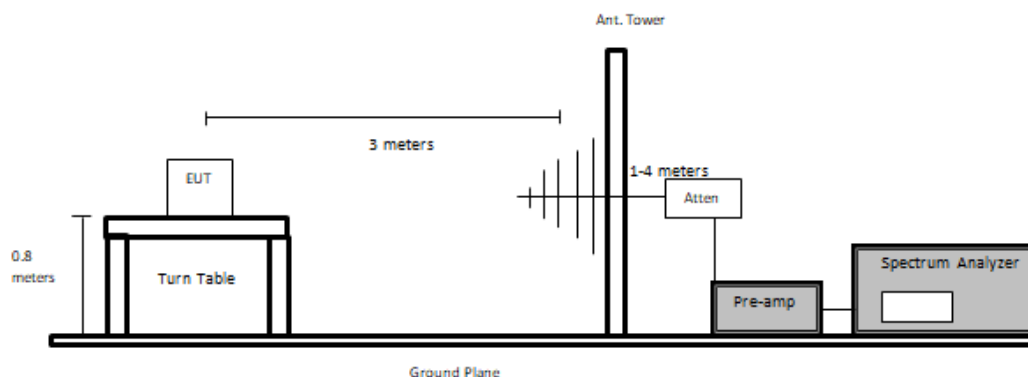 Ant. Tower
3 meters
1-4 meters
EUT
Atten
0.8
meters
Turn Table
Spectrum Analyzer
Pre-amp
Ground Plane